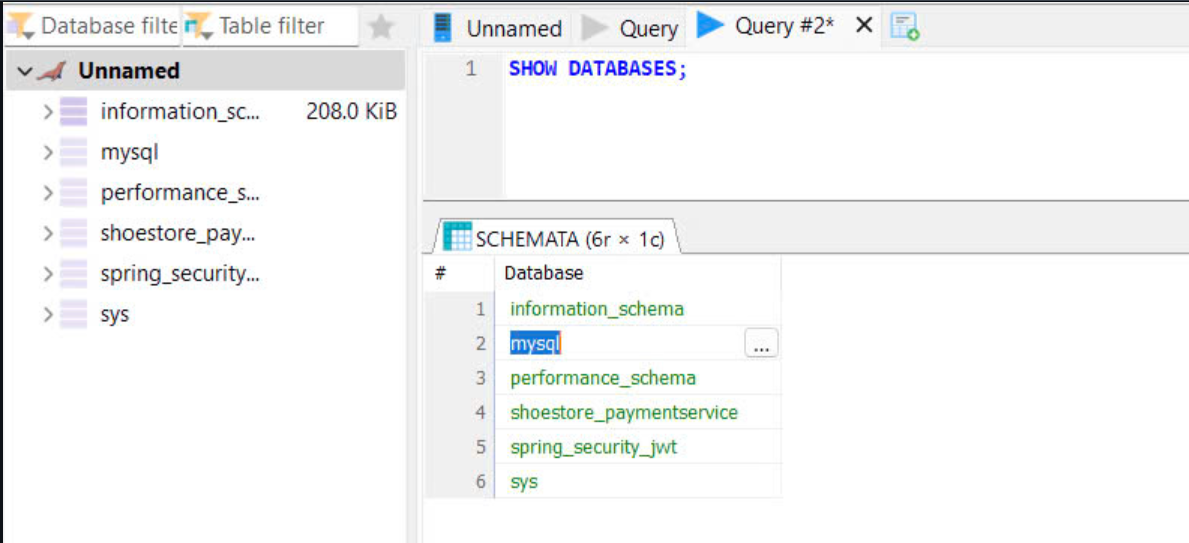 Database filte Table filter
Unnamed Query Query #2* ×
Unnamed
information_sc... 208.0 KiB
mysql
performance_s...
shoestore_pay...
spring_security...
sys
1 SHOW DATABASES;
SCHEMATA (6r × 1c)
# Database
1 information_schema
2 mysql ...
3 performance_schema
4 shoestore_paymentservice
5 spring_security_jwt
6 sys